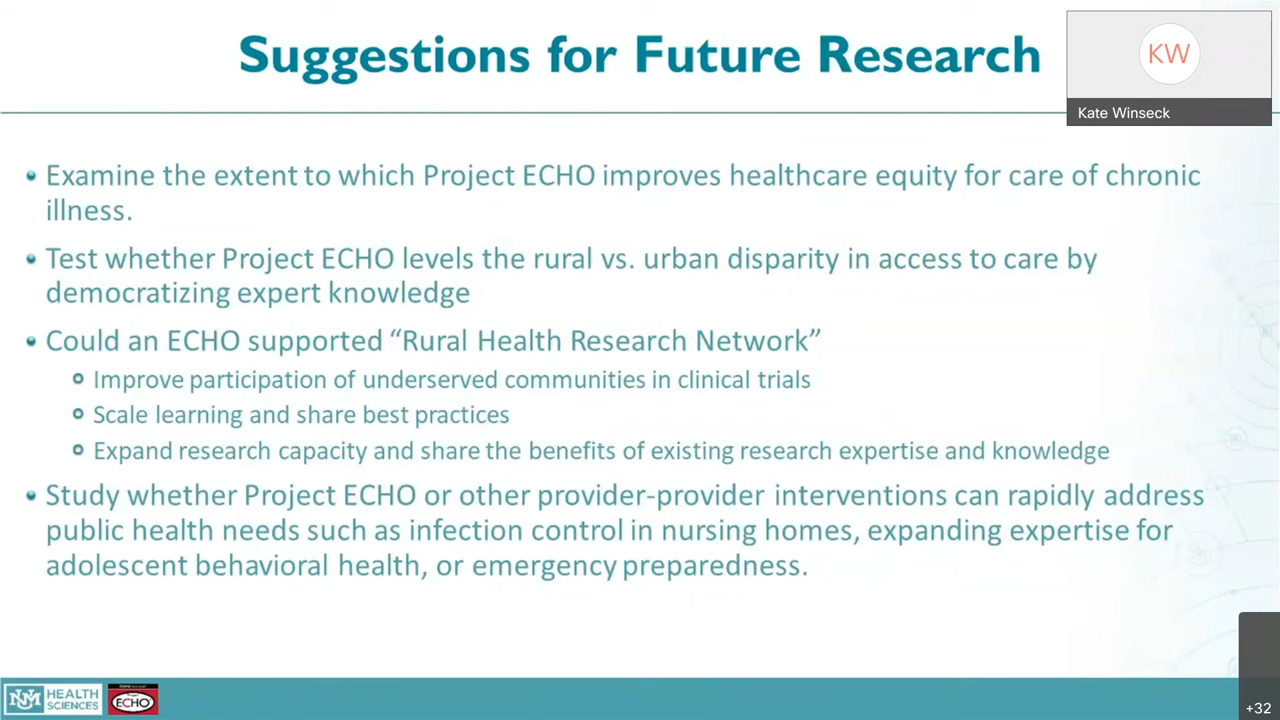 Suggestions for Future Research
KW
Kate Winseck
• Examine the extent to which Project ECHO improves healthcare equity for care of chronic
illness.
• Test whether Project ECHO levels the rural vs. urban disparity in access to care by
democratizing expert knowledge
• Could an ECHO supported “Rural Health Research Network”
Improve participation of underserved communities in clinical trials
Scale learning and share best practices
Expand research capacity and share the benefits of existing research expertise and knowledge
• Study whether Project ECHO or other provider-provider interventions can rapidly address
public health needs such as infection control in nursing homes, expanding expertise for
adolescent behavioral health, or emergency preparedness.
UNM HEALTH
SCIENCES
ECHO
+32